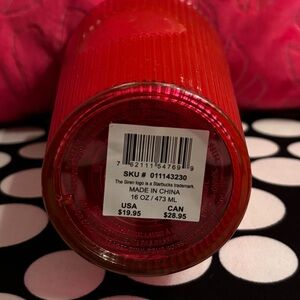 7 62111 54769 9
SKU # 011143230
The Siren logo is a Starbucks trademark.
MADE IN CHINA
16 OZ / 473 ML
USA CAN
$19.95 $28.95